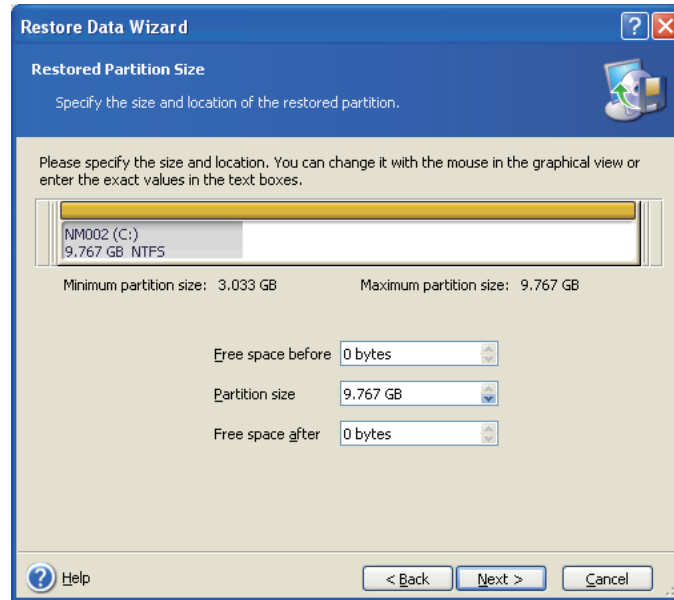 Restore Data Wizard
Restored Partition Size
Specify the size and location of the restored partition.
Please specify the size and location. You can change it with the mouse in the graphical view or
enter the exact values in the text boxes.
NM002 (C:)
9.767 GB NTFS
Minimum partition size: 3.033 GB Maximum partition size: 9.767 GB
Free space before 0 bytes
Partition size 9.767 GB
Free space after 0 bytes
Help < Back Next > Cancel